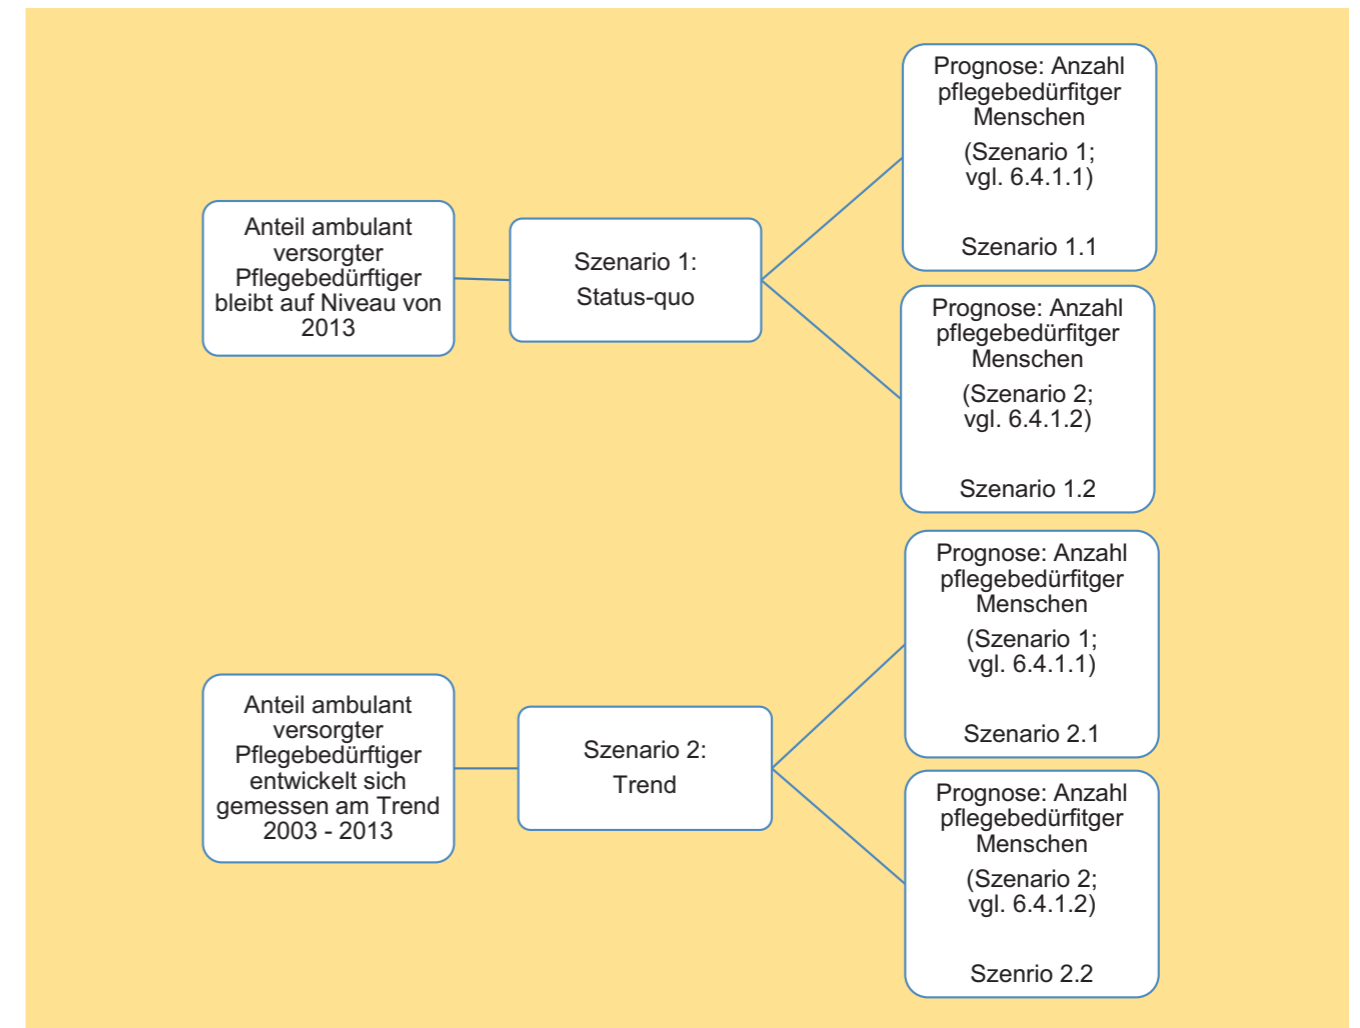 Anteil ambulant
versorgter
Pflegebedürftiger
bleibt auf Niveau von
2013
Szenario 1:
Status-quo
Prognose: Anzahl
pflegebedürfitger
Menschen
(Szenario 1;
vgl. 6.4.1.1)
Szenario 1.1
Prognose: Anzahl
pflegebedürfitger
Menschen
(Szenario 2;
vgl. 6.4.1.2)
Szenario 1.2
Anteil ambulant
versorgter
Pflegebedürftiger
entwickelt sich
gemessen am Trend
2003 - 2013
Szenario 2:
Trend
Prognose: Anzahl
pflegebedürfitger
Menschen
(Szenario 1;
vgl. 6.4.1.1)
Szenario 2.1
Prognose: Anzahl
pflegebedürfitger
Menschen
(Szenario 2;
vgl. 6.4.1.2)
Szenrio 2.2